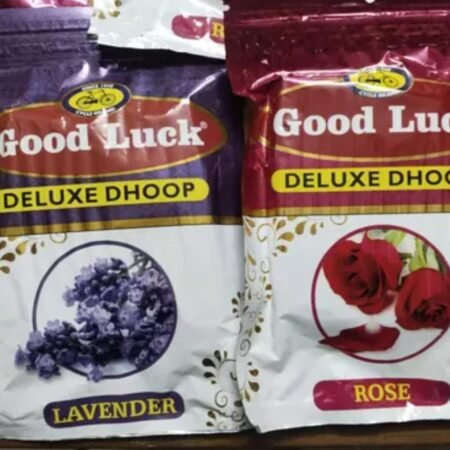 Good Luck®
DELUXE DHOOP
LAVENDER
Good Luc
DELUXE DHOO
ROSE